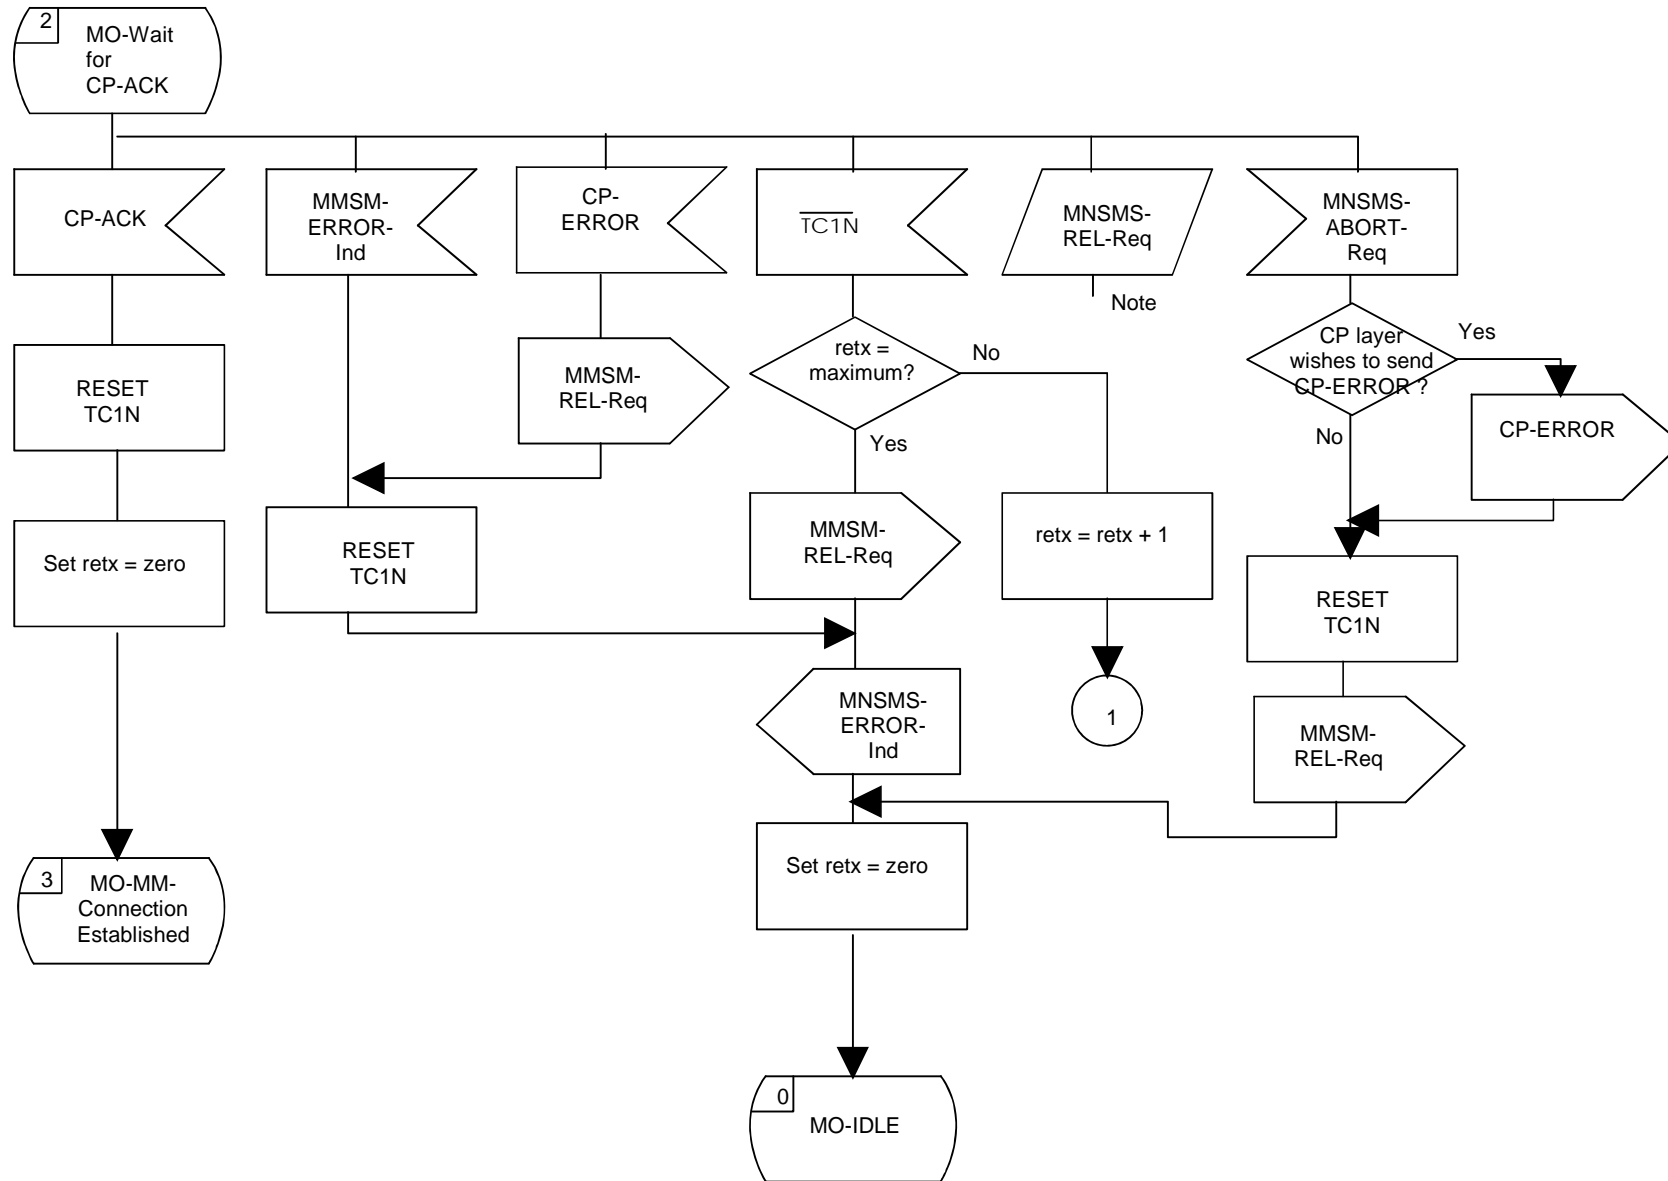 2
MO-Wait
for
CP-ACK
CP-ACK
MMSM-
ERROR-
Ind
CP-
ERROR
TC1N
MNSMS-
REL-Req
MNSMS-
ABORT-
Req
Note
RESET
TC1N
MMSM-
REL-Req
retx =
maximum?
No
Yes
CP layer
wishes to send
CP-ERROR ?
Yes
No
CP-ERROR
Set retx = zero
RESET
TC1N
MMSM-
REL-Req
retx = retx + 1
RESET
TC1N
MNSMS-
ERROR-
Ind
1
MMSM-
REL-Req
Set retx = zero
3
MO-MM-
Connection
Established
0
MO-IDLE